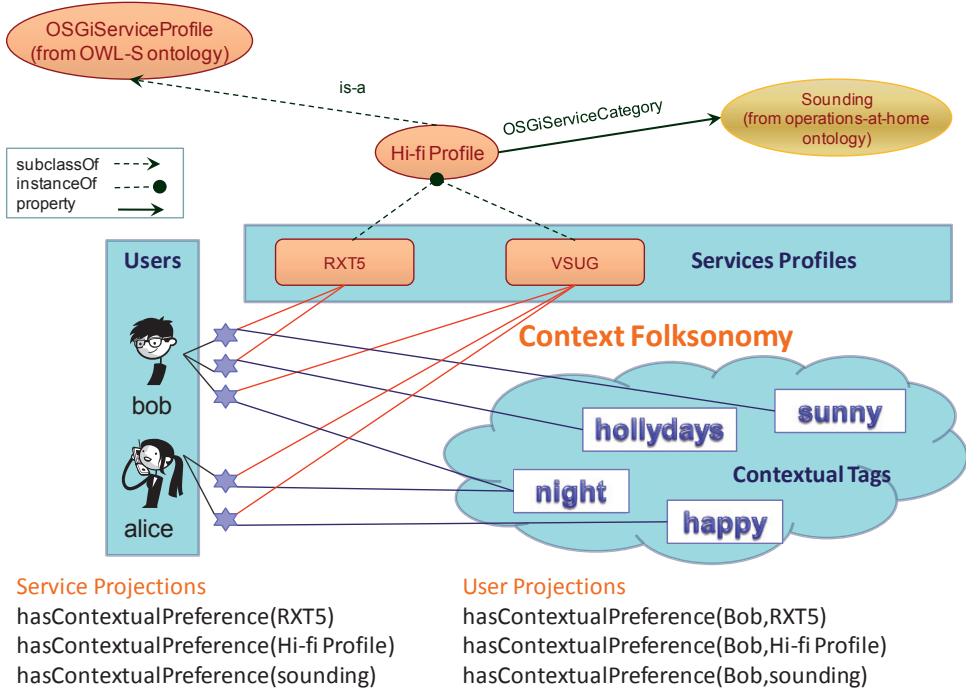 OSGiServiceProfile
(from OWL-S ontology)
is-a
OSGiServiceCategory
Sounding
(from operations-at-home
ontology)
Hi-fi Profile
subclassOf
instanceOf
property
Users
RXT5
VSUG
Services Profiles
Context Folksonomy
bob
hollydays
sunny
Contextual Tags
night
alice
happy
Service Projections
hasContextualPreference(RXT5)
hasContextualPreference(Hi-fi Profile)
hasContextualPreference(sounding)
User Projections
hasContextualPreference(Bob,RXT5)
hasContextualPreference(Bob,Hi-fi Profile)
hasContextualPreference(Bob,sounding)